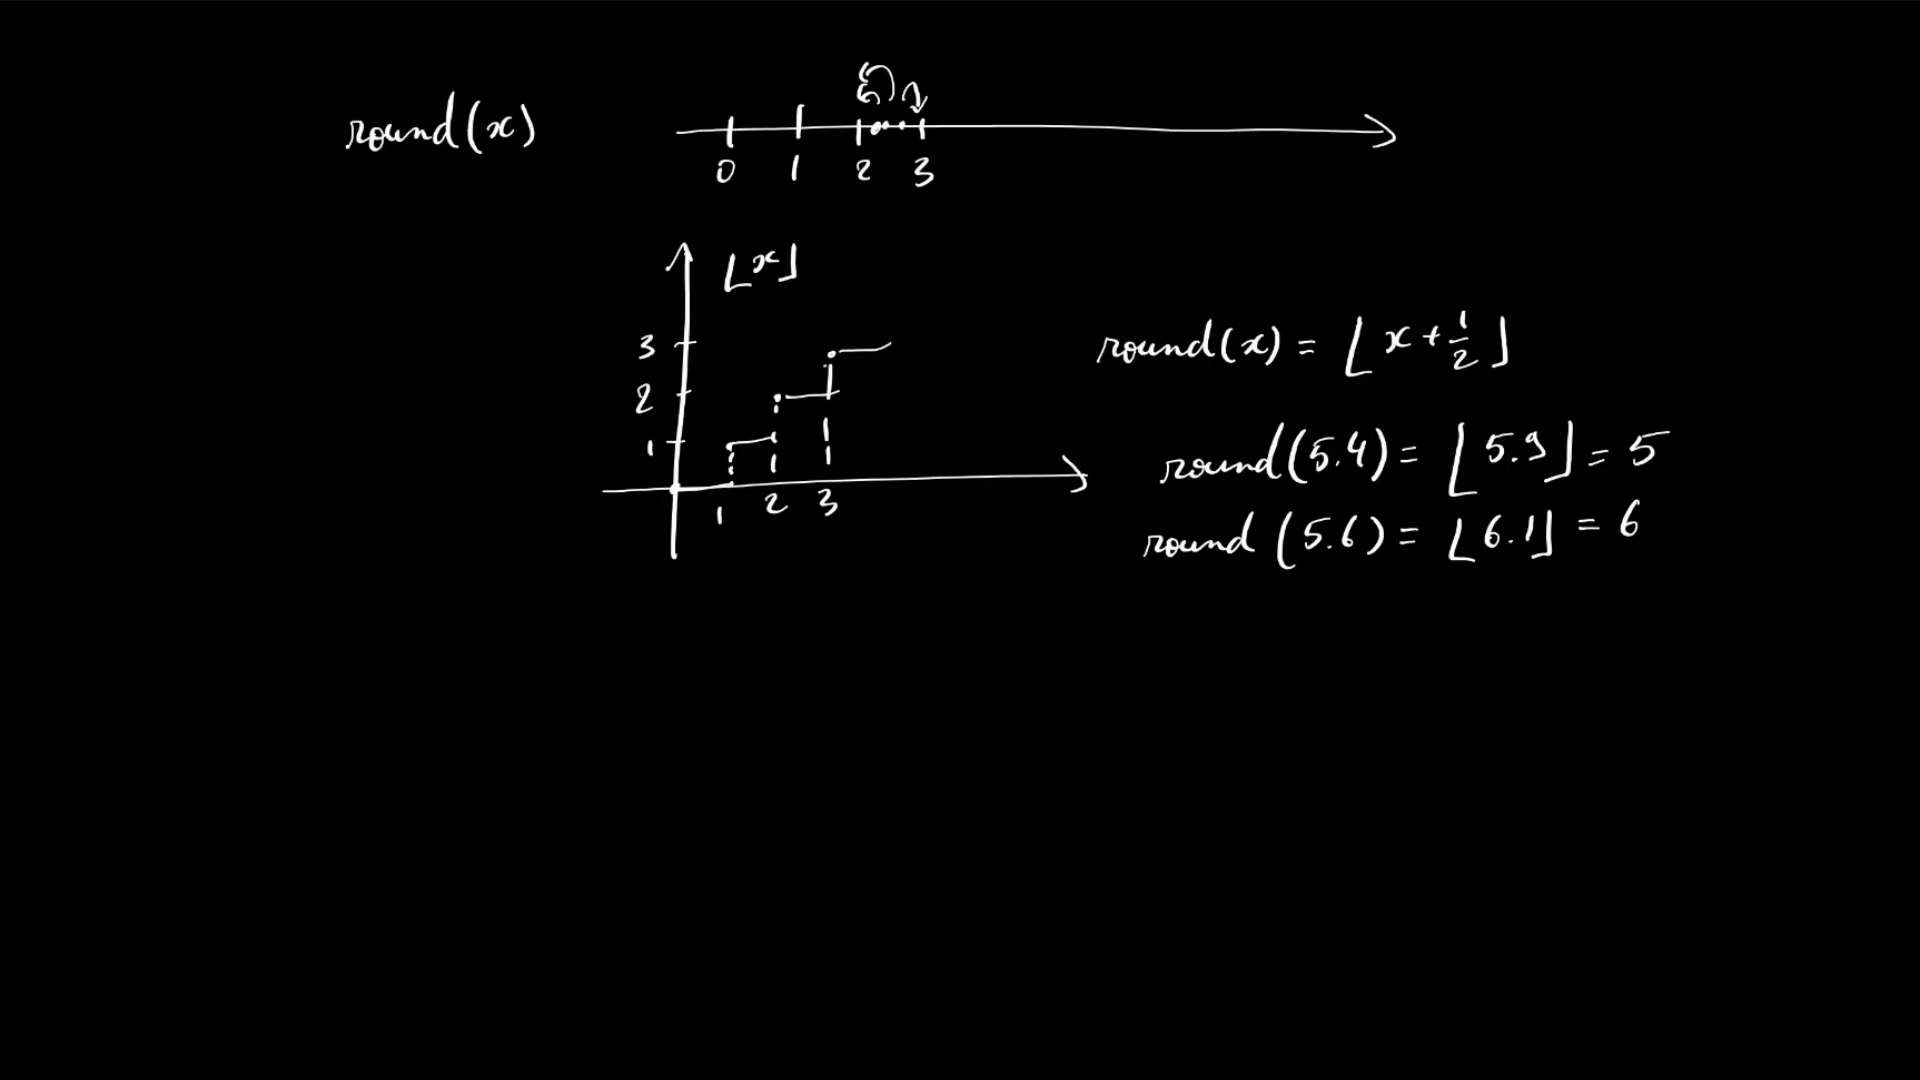 round(x)
0 1 2 3
⌊x⌋
3
2
1
1 2 3
round(x) = ⌊x + 1/2⌋
round(5.4) = ⌊5.9⌋ = 5
round(5.6) = ⌊6.1⌋ = 6